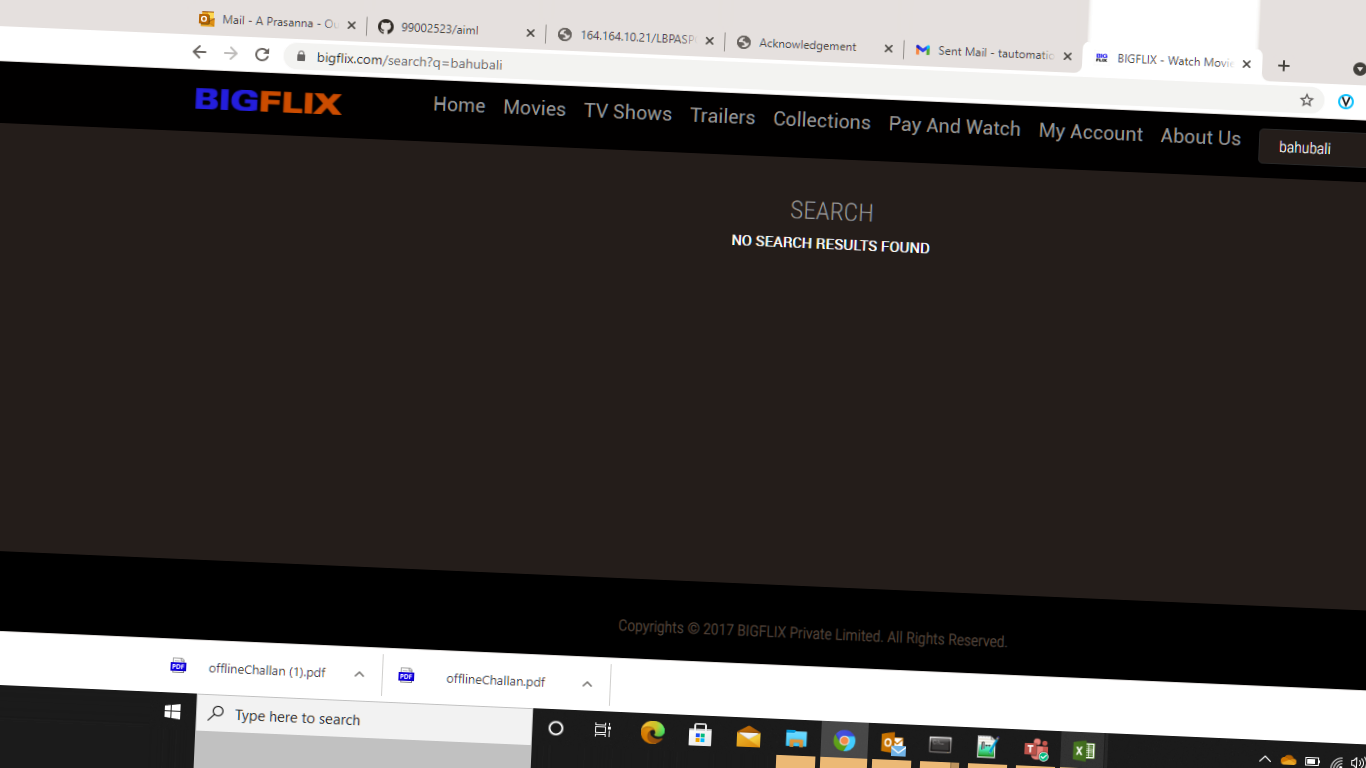 Mail - A Prasanna - Ou
99002523/aiml
164.164.10.21/LBPASP
Acknowledgement
Sent Mail - tautomatio
BIGFLIX - Watch Movie
bigflix.com/search?q=bahubali
BIGFLIX
Home Movies TV Shows Trailers Collections Pay And Watch My Account About Us
bahubali
SEARCH
NO SEARCH RESULTS FOUND
Copyrights © 2017 BIGFLIX Private Limited. All Rights Reserved.
offlineChallan (1).pdf
offlineChallan.pdf
Type here to search